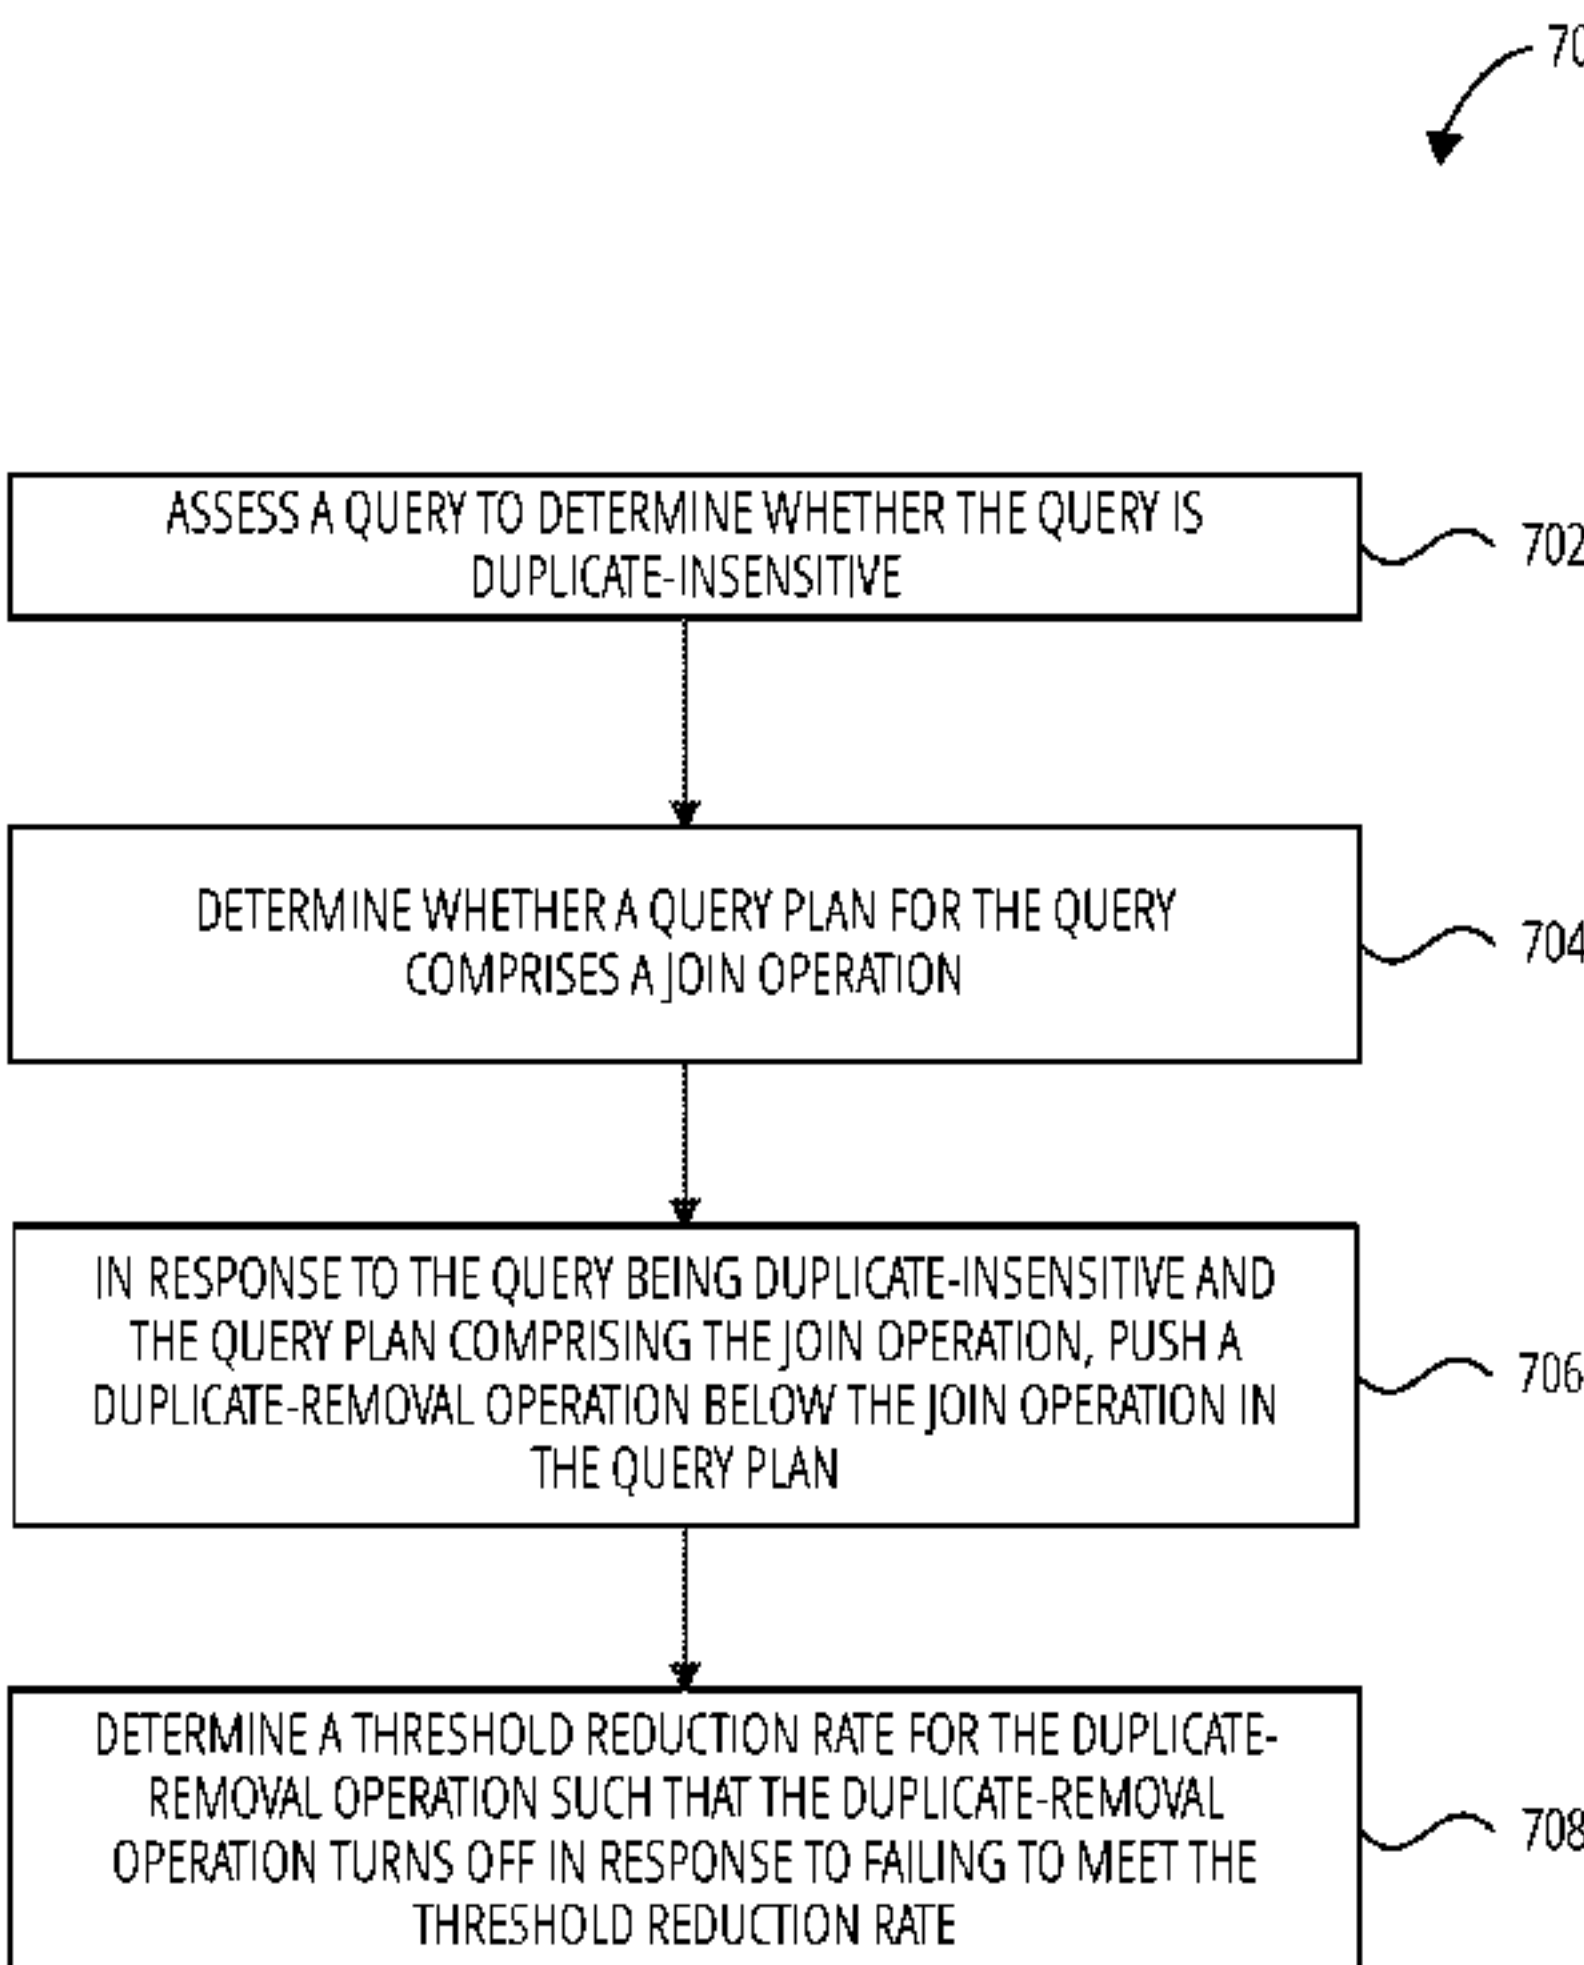 70
ASSESS A QUERY TO DETERMINE WHETHER THE QUERY IS
DUPLICATE-INSENSITIVE
702
DETERMINE WHETHER A QUERY PLAN FOR THE QUERY
COMPRISES A JOIN OPERATION
704
IN RESPONSE TO THE QUERY BEING DUPLICATE-INSENSITIVE AND
THE QUERY PLAN COMPRISING THE JOIN OPERATION, PUSH A
DUPLICATE-REMOVAL OPERATION BELOW THE JOIN OPERATION IN
THE QUERY PLAN
706
DETERMINE A THRESHOLD REDUCTION RATE FOR THE DUPLICATE-
REMOVAL OPERATION SUCH THAT THE DUPLICATE-REMOVAL
OPERATION TURNS OFF IN RESPONSE TO FAILING TO MEET THE
THRESHOLD REDUCTION RATE
708